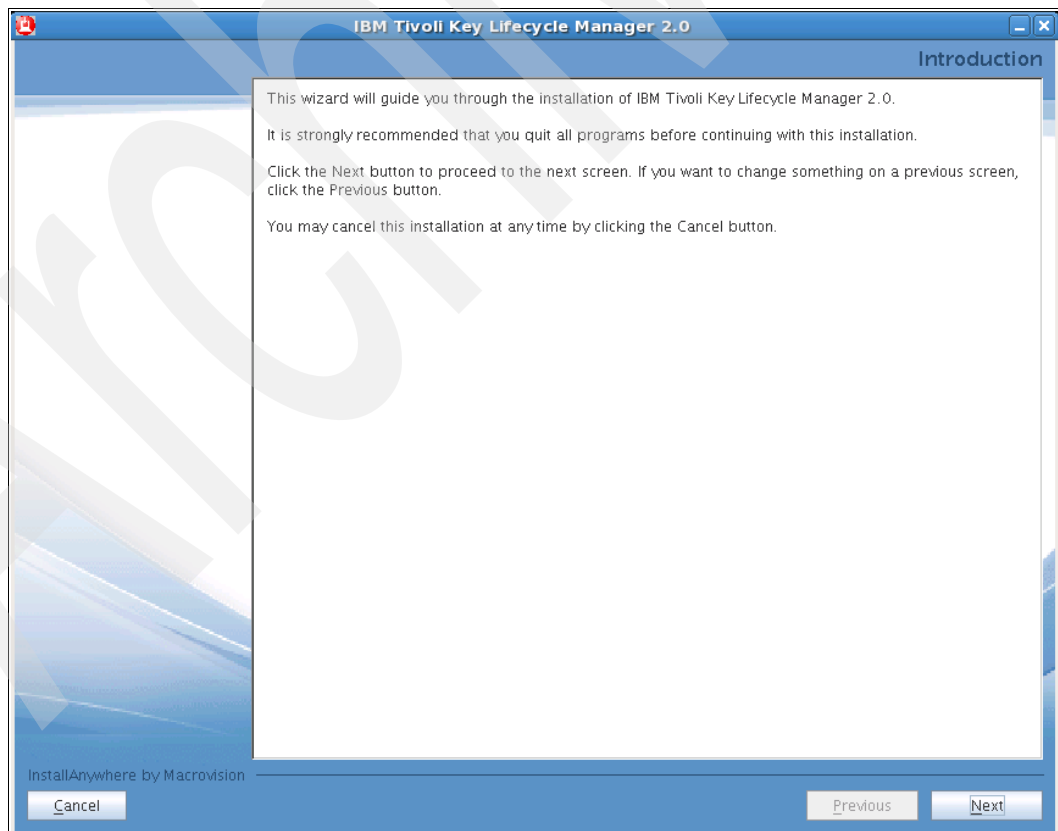 IBM Tivoli Key Lifecycle Manager 2.0
Introduction
This wizard will guide you through the installation of IBM Tivoli Key Lifecycle Manager 2.0.
It is strongly recommended that you quit all programs before continuing with this installation.
Click the Next button to proceed to the next screen. If you want to change something on a previous screen,
click the Previous button.
You may cancel this installation at any time by clicking the Cancel button.
InstallAnywhere by Macrovision
Cancel
Previous
Next